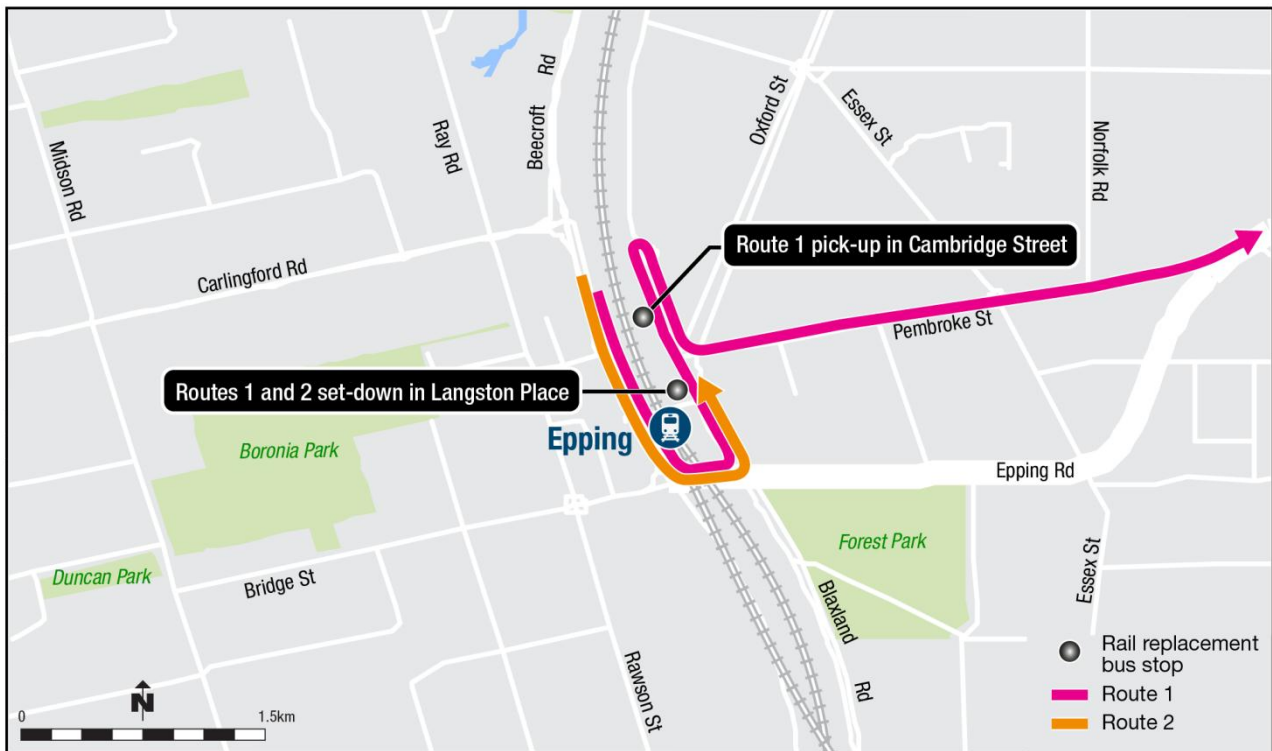 Beecroft Rd
Oxford St
Essex St
Norfolk Rd
Midson Rd
Ray Rd
Carlingford Rd
Route 1 pick-up in Cambridge Street
Pembroke St
Routes 1 and 2 set-down in Langston Place
Epping
Boronia Park
Epping Rd
Forest Park
Duncan Park
Bridge St
Essex St
Blaxland Rd
Rawson St
N
0 1.5km
Rail replacement
bus stop
Route 1
Route 2